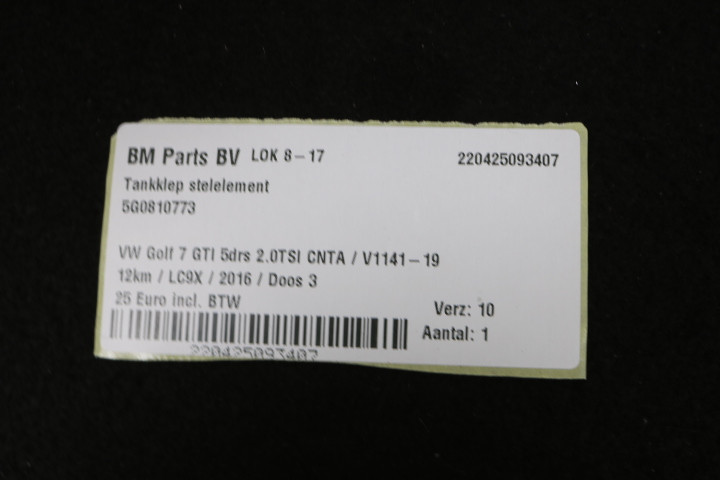 BM Parts BV LOK 8-17 220425093407
Tankklep stelelement
5G0810773
VW Golf 7 GTI 5drs 2.0TSI CNTA / V1141-19
12km / LC9X / 2016 / Doos 3
25 Euro incl. BTW
Verz: 10
Aantal: 1
220425093407